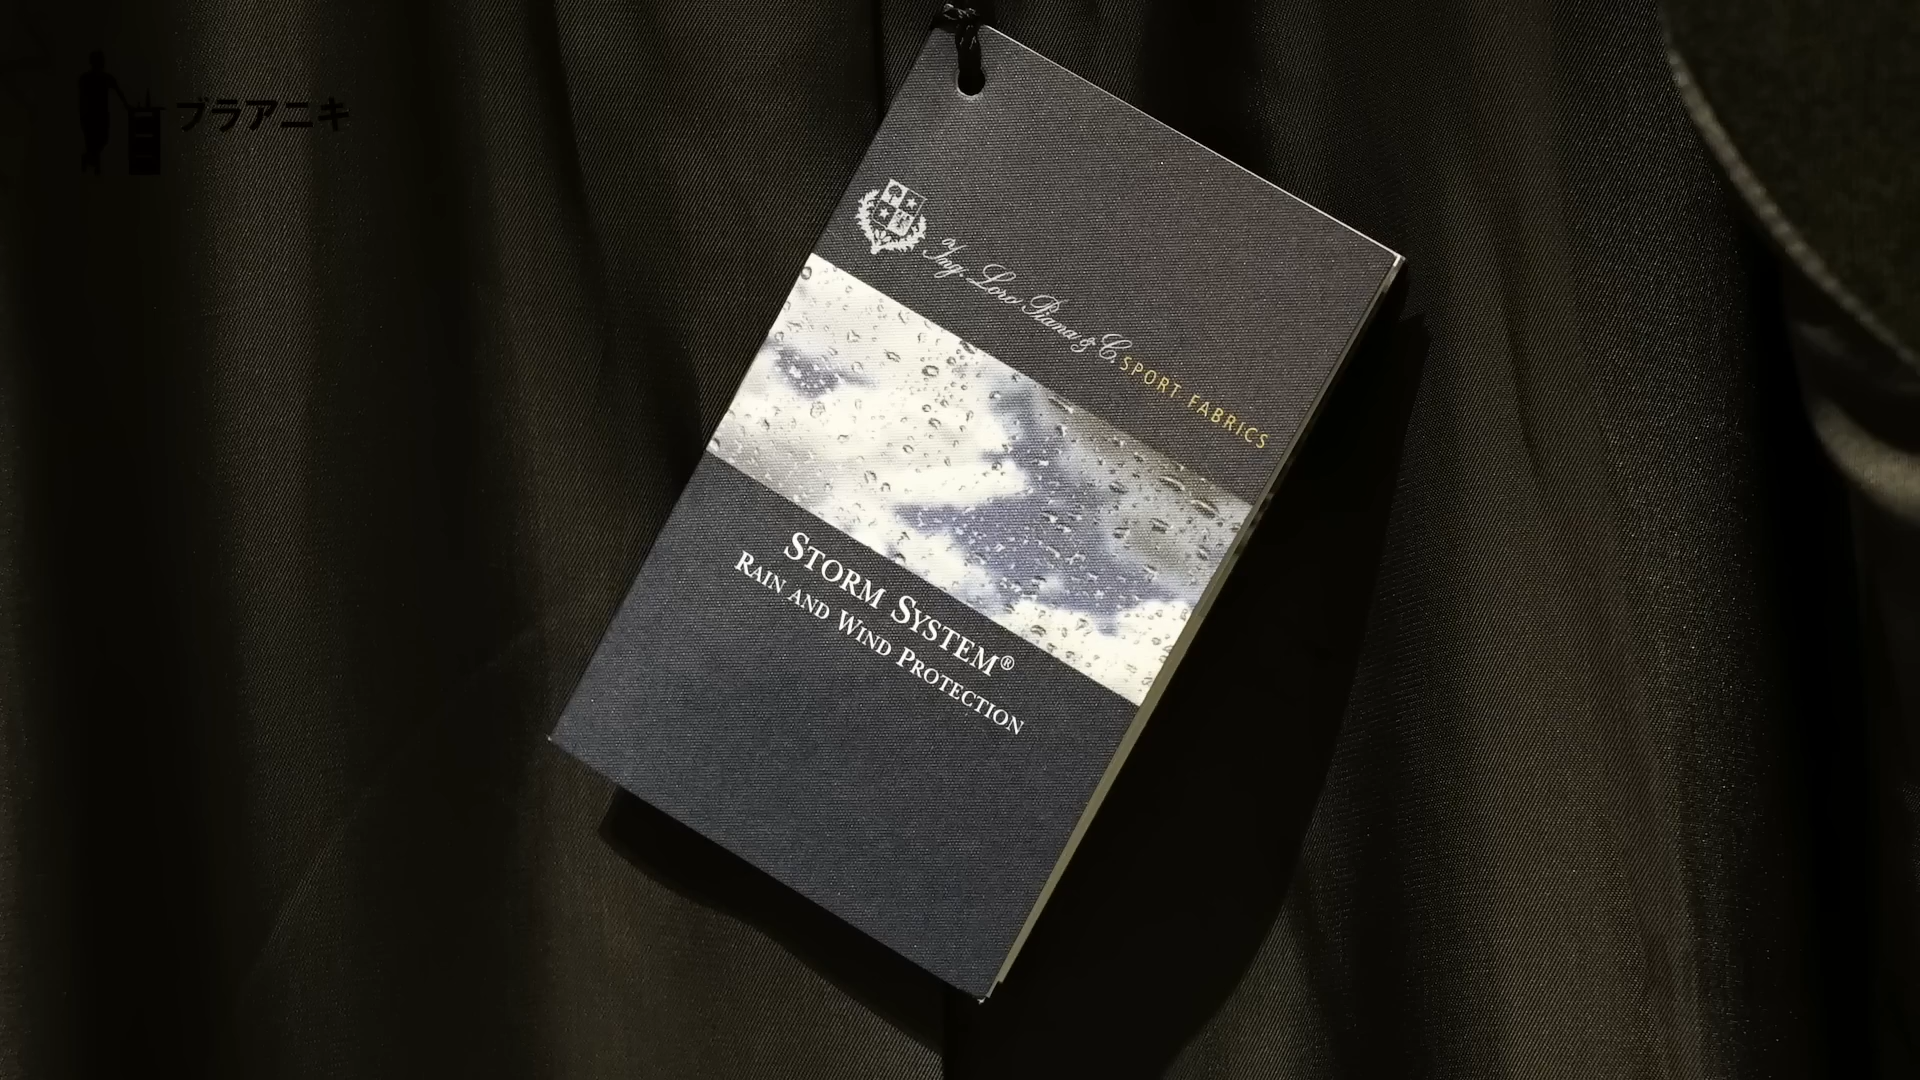 ブラアニキ
Ing. Loro Piana & C. SPORT FABRICS
STORM SYSTEM®
RAIN AND WIND PROTECTION